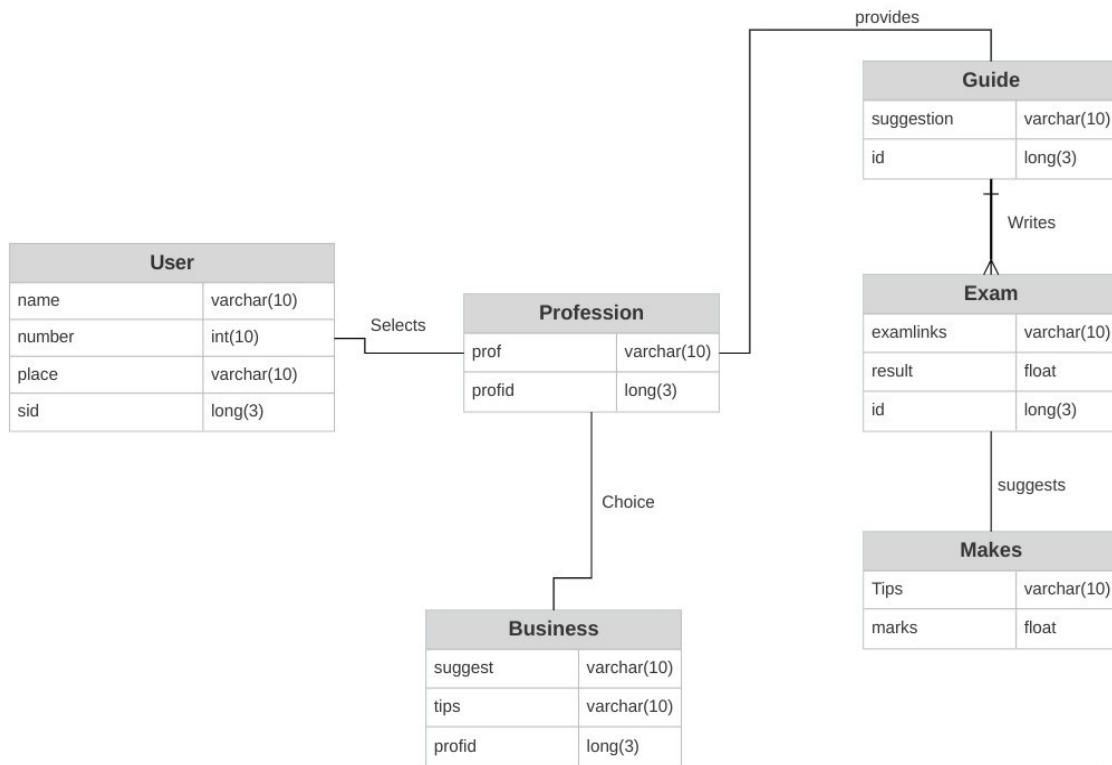 provides
Guide
suggestion varchar(10)
id long(3)
Writes
User
name varchar(10)
number int(10)
place varchar(10)
sid long(3)
Selects
Profession
prof varchar(10)
profid long(3)
Exam
examlinks varchar(10)
result float
id long(3)
suggests
Choice
Makes
Tips varchar(10)
marks float
Business
suggest varchar(10)
tips varchar(10)
profid long(3)